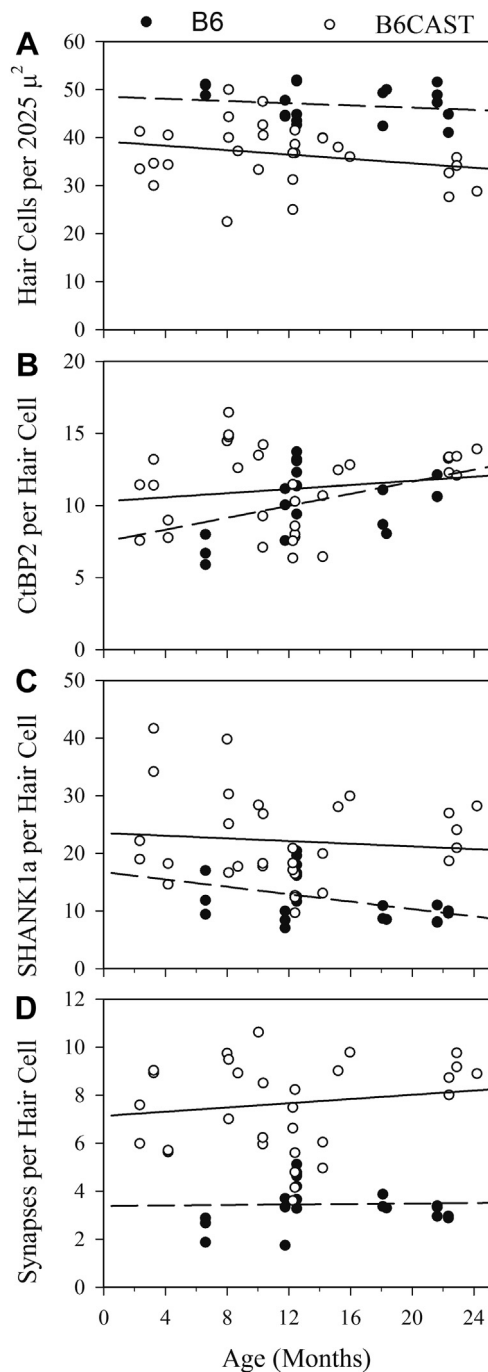 B6 B6CAST
A
Hair Cells per 2025 µ²
60
50
40
30
20
10
0
B
CtBP2 per Hair Cell
20
15
10
5
0
C
SHANK1a per Hair Cell
50
40
30
20
10
0
D
Synapses per Hair Cell
12
10
8
6
4
2
0
0 4 8 12 16 20 24
Age (Months)